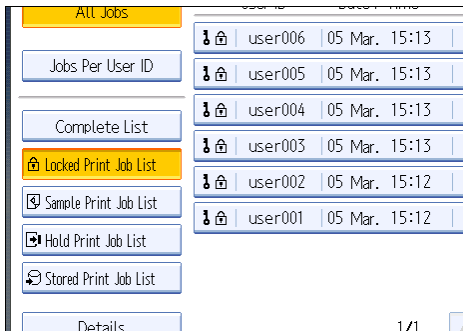 All Jobs
Jobs Per User ID
Complete List
Locked Print Job List
Sample Print Job List
Hold Print Job List
Stored Print Job List
Details
user006 05 Mar. 15:13
user005 05 Mar. 15:13
user004 05 Mar. 15:13
user003 05 Mar. 15:13
user002 05 Mar. 15:12
user001 05 Mar. 15:12
1/1